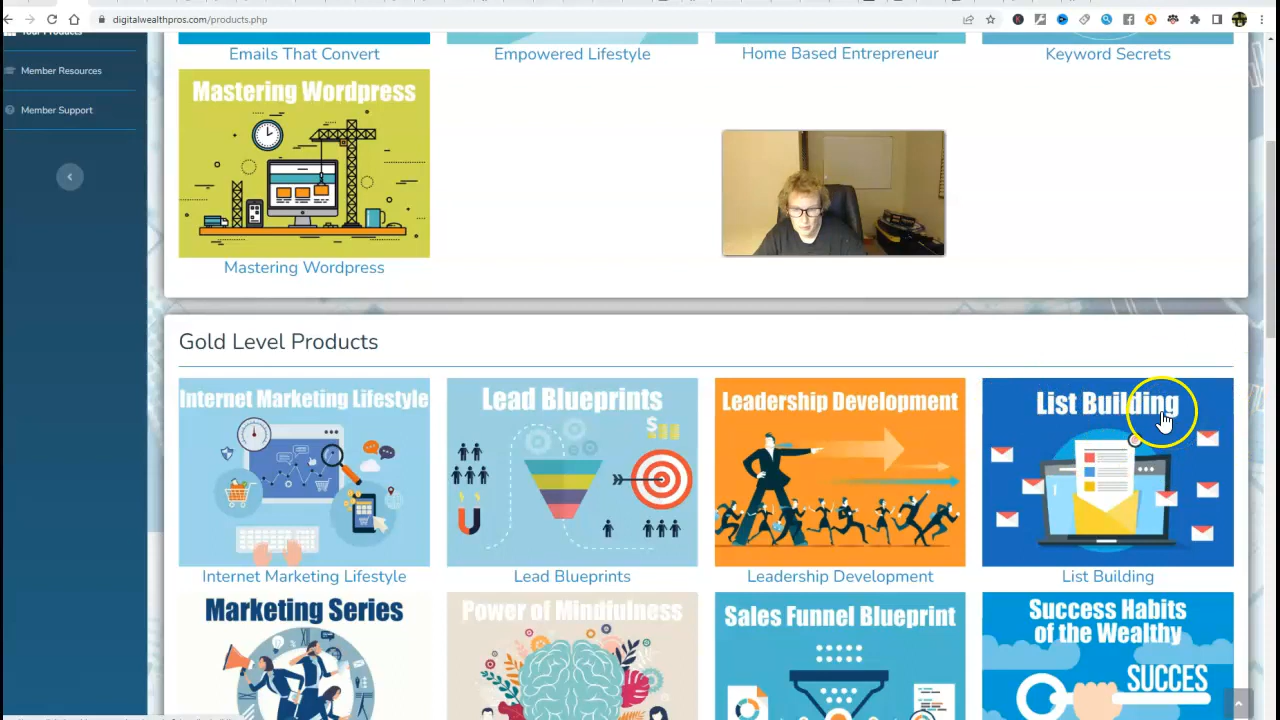 digitalwealthpros.com/products.php
Your Products
Member Resources
Member Support
Emails That Convert
Empowered Lifestyle
Home Based Entrepreneur
Keyword Secrets
Mastering Wordpress
Mastering Wordpress
Gold Level Products
Internet Marketing Lifestyle
Lead Blueprints
Leadership Development
List Building
Internet Marketing Lifestyle
Lead Blueprints
Leadership Development
List Building
Marketing Series
Power of Mindfulness
Sales Funnel Blueprint
Success Habits
of the Wealthy
SUCCES